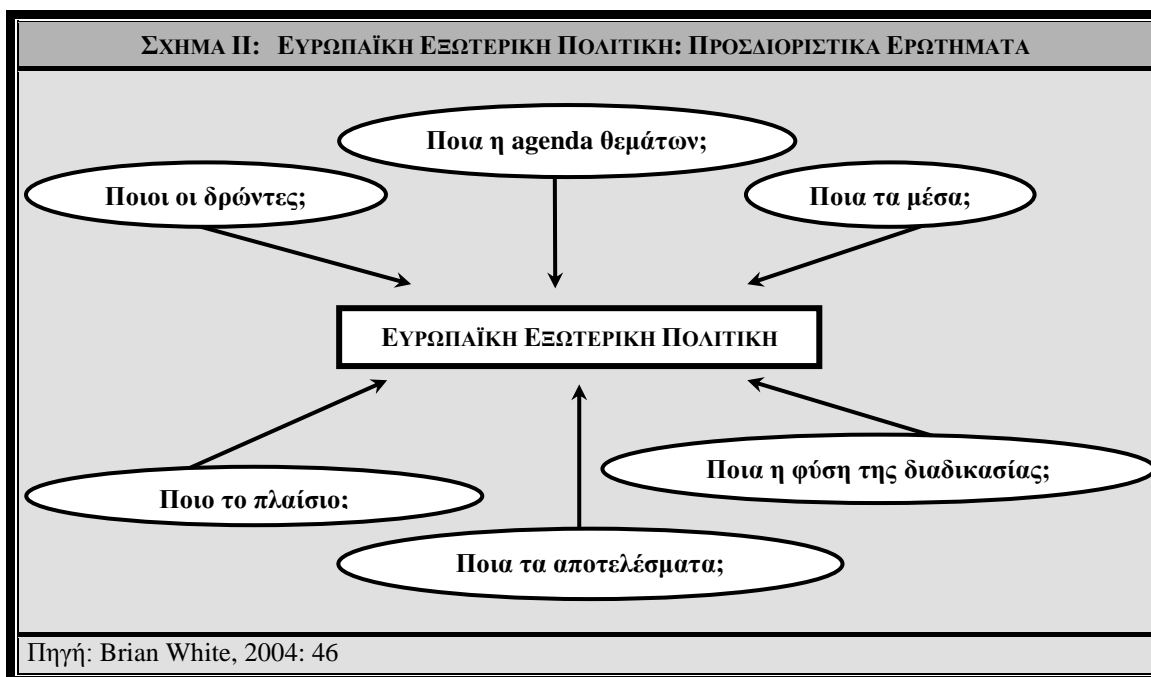 ΣΧΗΜΑ ΙΙ: ΕΥΡΩΠΑΪΚΗ ΕΞΩΤΕΡΙΚΗ ΠΟΛΙΤΙΚΗ: ΠΡΟΣΔΙΟΡΙΣΤΙΚΑ ΕΡΩΤΗΜΑΤΑ
Ποια η agenda θεμάτων;
Ποιοι οι δρώντες;
Ποια τα μέσα;
ΕΥΡΩΠΑΪΚΗ ΕΞΩΤΕΡΙΚΗ ΠΟΛΙΤΙΚΗ
Ποιο το πλαίσιο;
Ποια η φύση της διαδικασίας;
Ποια τα αποτελέσματα;
Πηγή: Brian White, 2004: 46